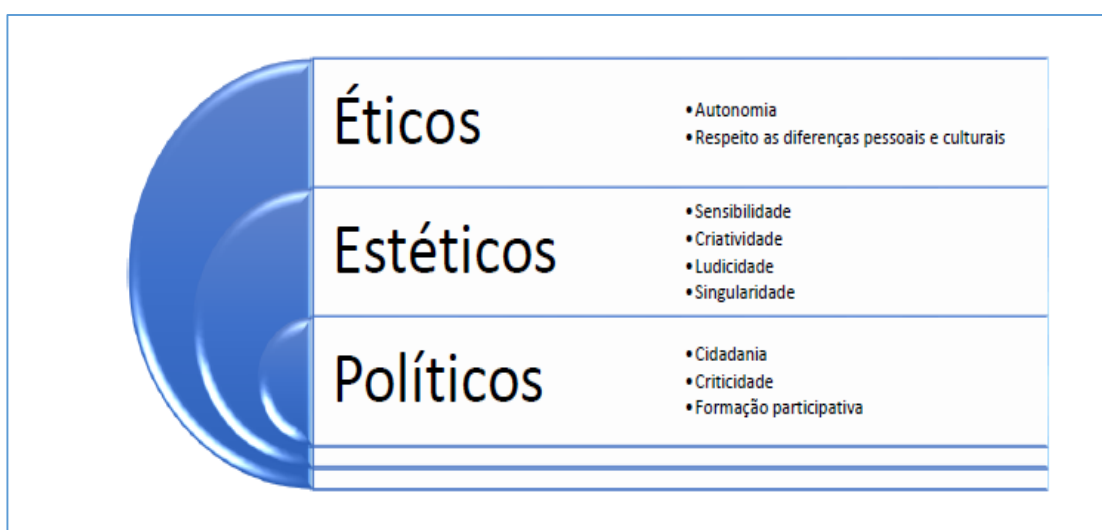 Éticos
•Autonomia
•Respeito as diferenças pessoais e culturais
Estéticos
•Sensibilidade
•Criatividade
•Ludicidade
•Singularidade
Políticos
•Cidadania
•Criticidade
•Formação participativa